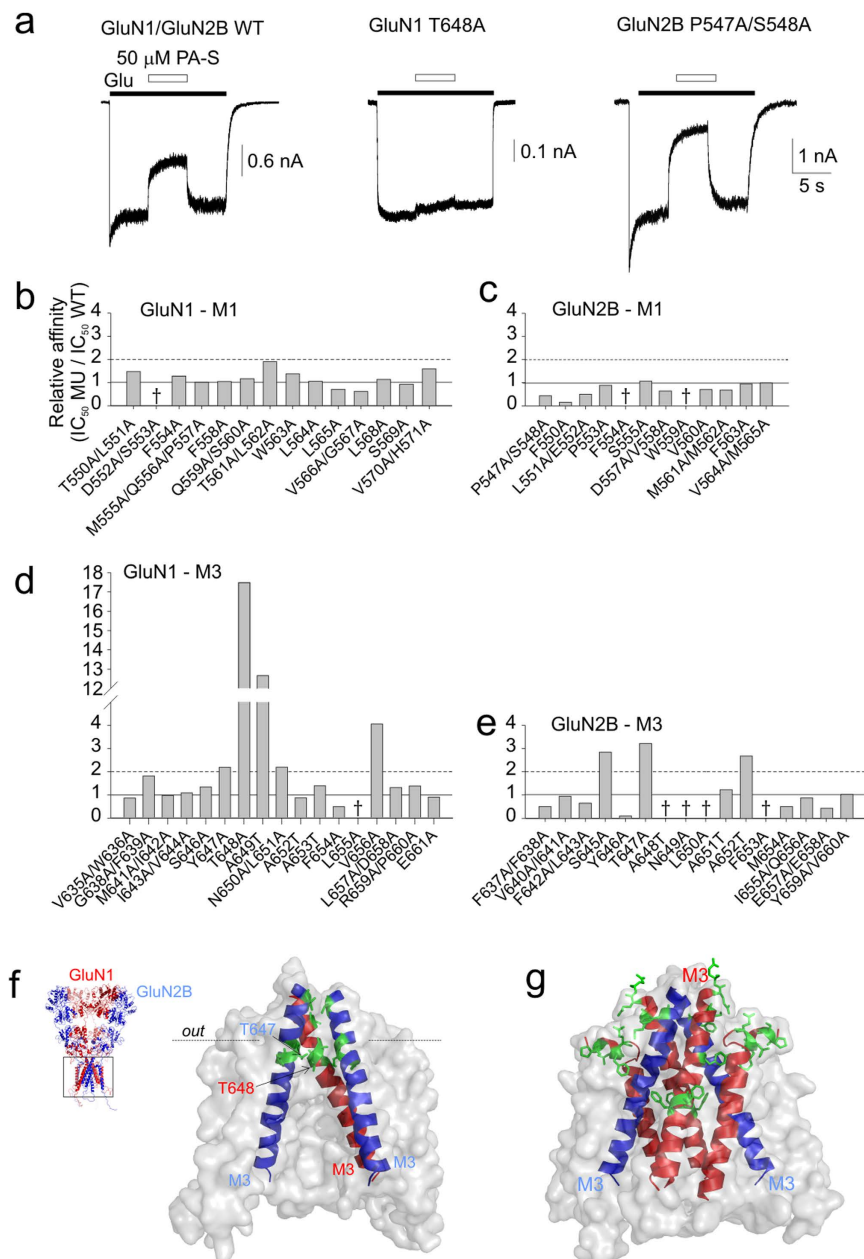 a
GluN1/GluN2B WT
GluN1 T648A
GluN2B P547A/S548A
50 µM PA-S
Glu
0.6 nA
0.1 nA
1 nA
5 s
b
GluN1 - M1
Relative affinity
(IC50 MU / IC50 WT)
4
3
2
1
0
†
T550A/L551A
D552A/S553A
F554A
M555A/Q556A/P557A
F558A
Q559A/S560A
T561A/L562A
W563A
L564A
L565A
V566A/G567A
L568A
S569A
V570A/H571A
c
GluN2B - M1
4
3
2
1
0
†
†
P547A/S548A
F550A
L551A/E552A
P553A
F554A
S555A
D557A/V558A
W559A
V560A
M561A/M562A
F563A
V564A/M565A
d
GluN1 - M3
18
17
16
15
14
13
12
4
3
2
1
0
†
V635A/W636A
G638A/F639A
M641A/I642A
I643A/V644A
S646A
Y647A
T648A
A649T
N650A/L651A
A652T
A653T
F654A
L655A
V656A
L657A/D658A
R659A/P660A
E661A
e
GluN2B - M3
4
3
2
1
0
†
†
†
†
F637A/F638A
V640A/I641A
F642A/L643A
S645A
Y646A
T647A
A648T
N649A
L650A
A651T
A652T
F653A
M654A
I655A/Q656A
E657A/E658A
Y659A/V660A
f
GluN1
GluN2B
out
T647
T648
M3
M3
M3
g
M3
M3
M3